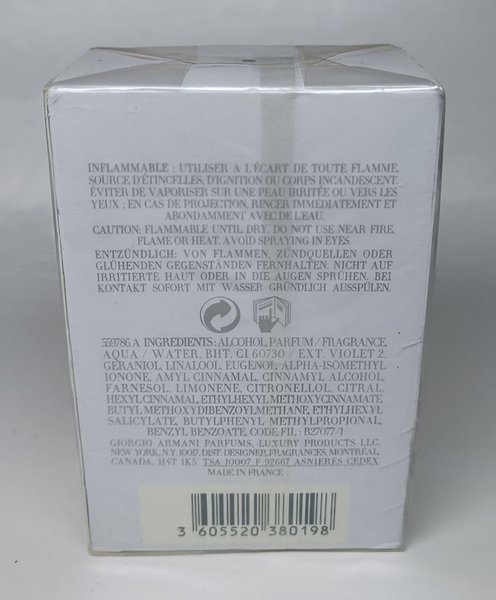 INFLAMMABLE : UTILISER A L'ÉCART DE TOUTE FLAMME,
SOURCE D'ÉTINCELLES, D'IGNITION OU CORPS INCANDESCENT.
ÉVITER DE VAPORISER SUR UNE PEAU IRRITÉE OU VERS LES
YEUX ; EN CAS DE PROJECTION, RINCER IMMÉDIATEMENT ET
ABONDAMMENT AVEC DE L'EAU.
CAUTION: FLAMMABLE UNTIL DRY. DO NOT USE NEAR FIRE,
FLAME OR HEAT. AVOID SPRAYING IN EYES.
ENTZÜNDLICH: VON FLAMMEN, ZÜNDQUELLEN ODER
GLÜHENDEN GEGENSTÄNDEN FERNHALTEN. NICHT AUF
IRRITIERTE HAUT ODER IN DIE AUGEN SPRÜHEN. BEI
KONTAKT SOFORT MIT WASSER GRÜNDLICH AUSSPÜLEN.
559786 A INGREDIENTS: ALCOHOL, PARFUM / FRAGRANCE,
AQUA / WATER, BHT, CI 60730 / EXT. VIOLET 2,
GÉRANIOL, LINALOOL, EUGENOL, ALPHA-ISOMETHYL
IONONE, AMYL CINNAMAL, CINNAMYL ALCOHOL,
FARNESOL, LIMONENE, CITRONELLOL, CITRAL,
HEXYL CINNAMAL, ETHYLHEXYL METHOXYCINNAMATE,
BUTYL METHOXYDIBENZOYLMETHANE, ETHYLHEXYL
SALICYLATE, BUTYLPHENYL METHYLPROPIONAL,
BENZYL BENZOATE, CODE FIL : B27077/1
GIORGIO ARMANI PARFUMS, LUXURY PRODUCTS LLC,
NEW YORK, N.Y. 10017. DIST. DESIGNER FRAGRANCES, MONTRÉAL,
CANADA, H4T 1K5. TSA 10007 F 92667 ASNIÈRES CEDEX
MADE IN FRANCE
3 605520 380198